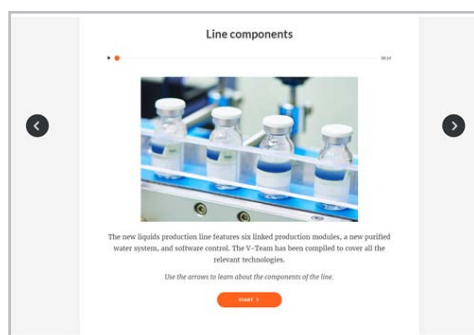 Line components
00:14
The new liquids production line features six linked production modules, a new purified
water system, and software control. The V-Team has been compiled to cover all the
relevant technologies.
Use the arrows to learn about the components of the line.
START